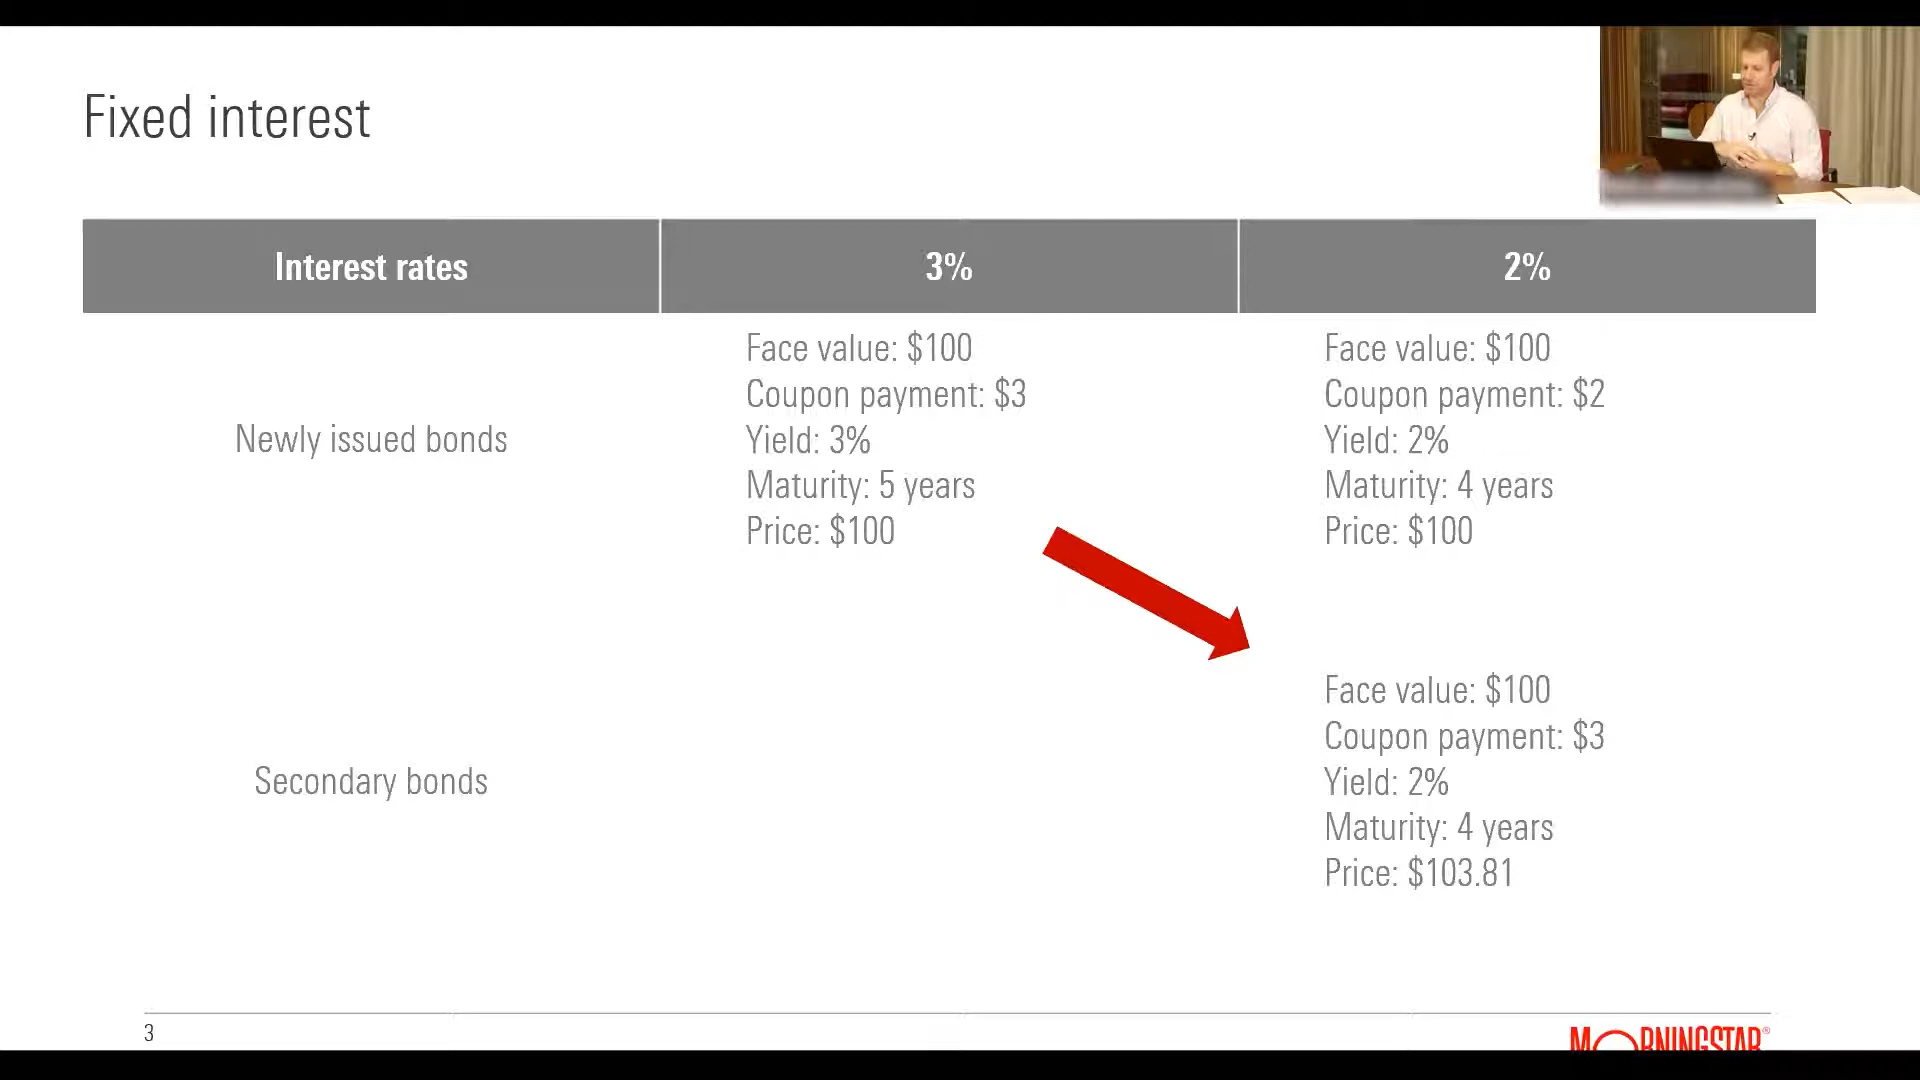 Fixed interest
Interest rates
3%
2%
Newly issued bonds
Face value: $100
Coupon payment: $3
Yield: 3%
Maturity: 5 years
Price: $100
Face value: $100
Coupon payment: $2
Yield: 2%
Maturity: 4 years
Price: $100
Secondary bonds
Face value: $100
Coupon payment: $3
Yield: 2%
Maturity: 4 years
Price: $103.81
3
MORNINGSTAR®